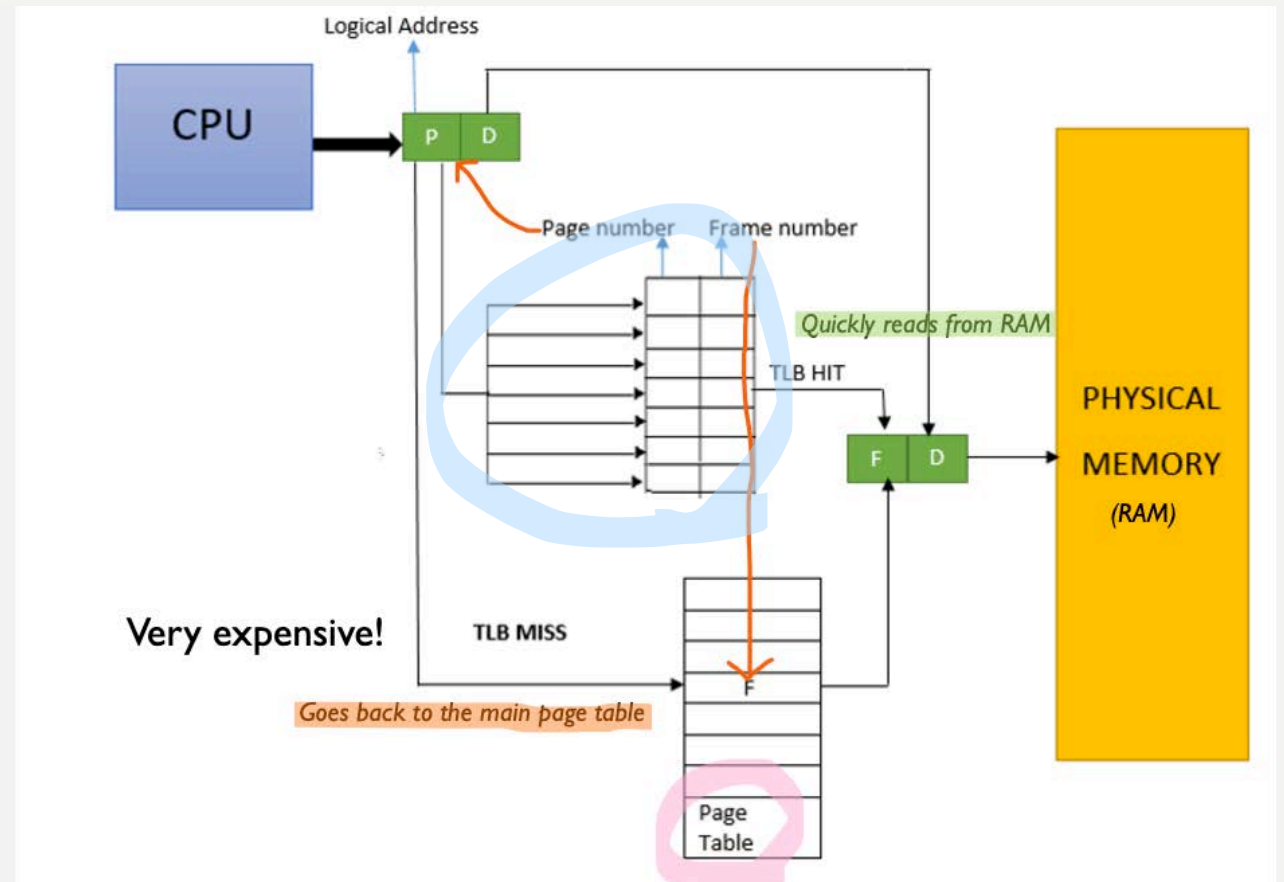 Logical Address
CPU
P D
Page number Frame number
Quickly reads from RAM
TLB HIT
F D
PHYSICAL
MEMORY
(RAM)
Very expensive!
TLB MISS
F
Goes back to the main page table
Page
Table